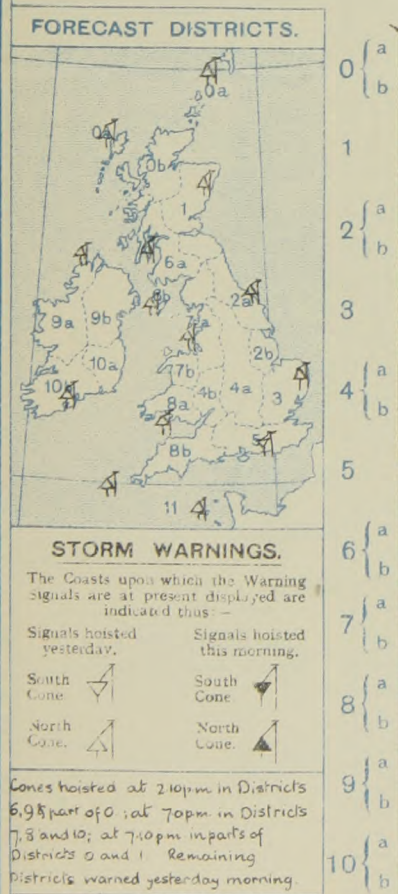 FORECAST DISTRICTS.
0a
0b
1
6a
2a
9a
9b
2b
10a
7b
4b
4a
3
8a
8b
11
STORM WARNINGS.
The Coasts upon which the Warning
Signals are at present displayed are
indicated thus:—
Signals hoisted
yesterday.
Signals hoisted
this morning.
South
Cone.
South
Cone.
North
Cone.
North
Cone.
Cones hoisted at 2.10pm in Districts
6, 9 & part of 0; at 7.0pm in Districts
7, 8 and 10; at 7.10pm in parts of
Districts 0 and 1. Remaining
Districts warned yesterday morning.
0 { a
b
1
2 { a
b
3
4 { a
b
5
6 { a
b
7 { a
b
8 { a
b
9 { a
b
10 { a
b